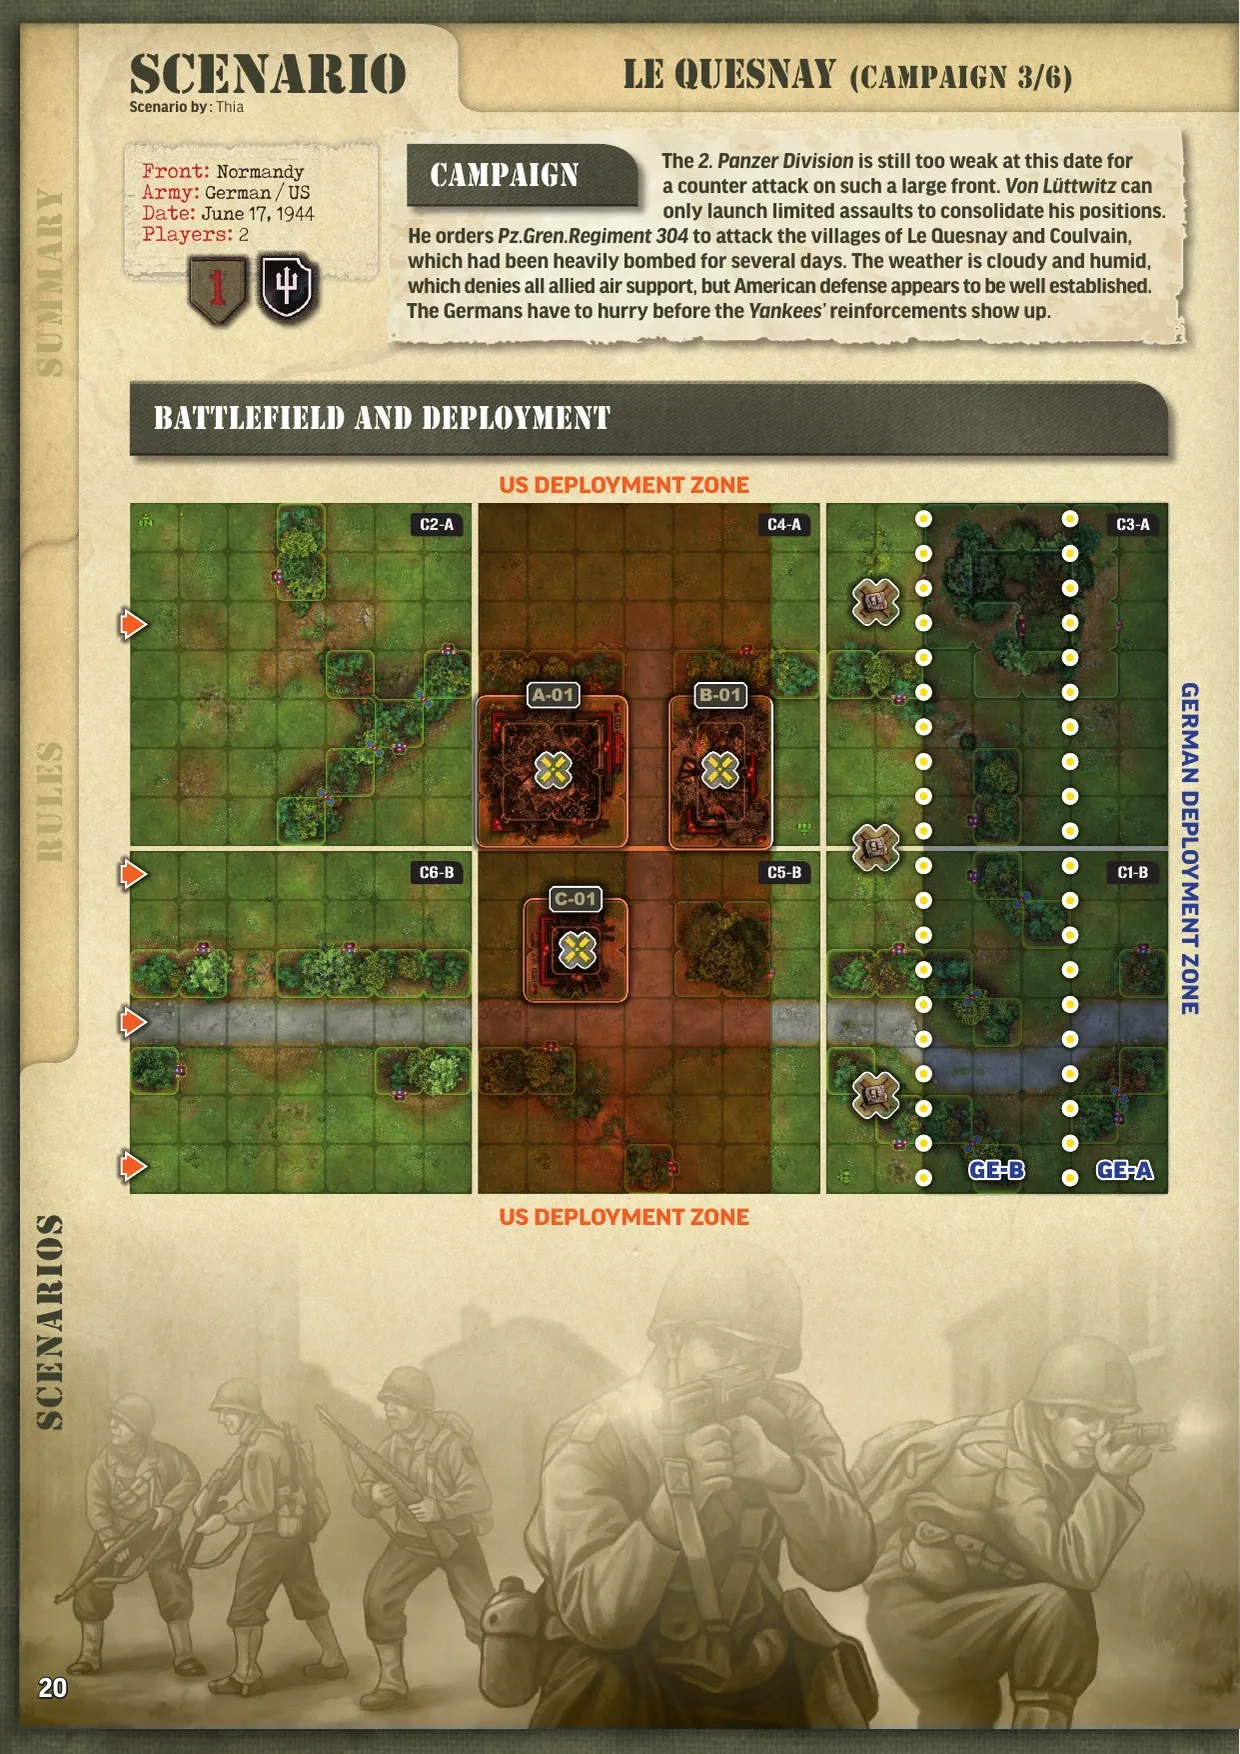 SCENARIO
Scenario by: Thia
LE QUESNAY (CAMPAIGN 3/6)
Front: Normandy
Army: German / US
Date: June 17, 1944
Players: 2
1
CAMPAIGN
The 2. Panzer Division is still too weak at this date for
a counter attack on such a large front. Von Lüttwitz can
only launch limited assaults to consolidate his positions.
He orders Pz.Gren.Regiment 304 to attack the villages of Le Quesnay and Coulvain,
which had been heavily bombed for several days. The weather is cloudy and humid,
which denies all allied air support, but American defense appears to be well established.
The Germans have to hurry before the Yankees' reinforcements show up.
SUMMARY
RULES
SCENARIOS
BATTLEFIELD AND DEPLOYMENT
US DEPLOYMENT ZONE
C2-A
C4-A
C3-A
A-01
B-01
GERMAN DEPLOYMENT ZONE
C6-B
C5-B
C1-B
C-01
GE-B
GE-A
US DEPLOYMENT ZONE
20